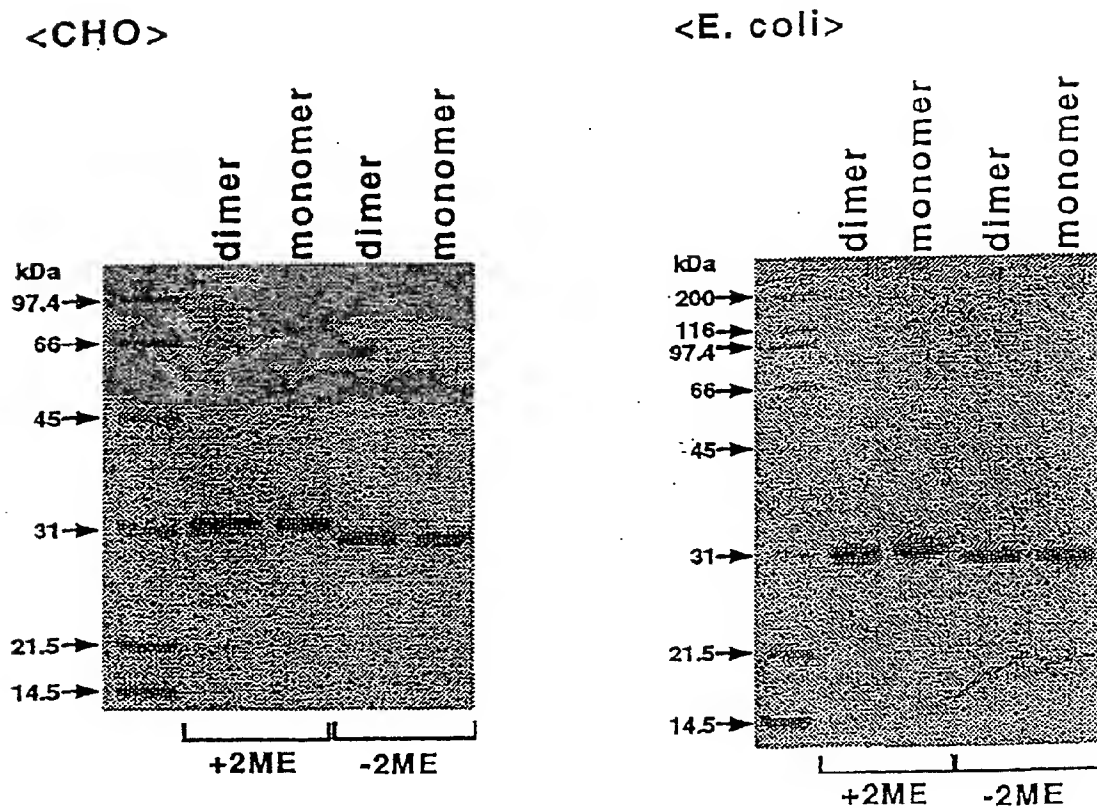 <CHO>
dimer
monomer
dimer
monomer
kDa
97.4
66
45
31
21.5
14.5
+2ME
-2ME
<E. coli>
dimer
monomer
dimer
monomer
kDa
200
116
97.4
66
45
31
21.5
14.5
+2ME
-2ME